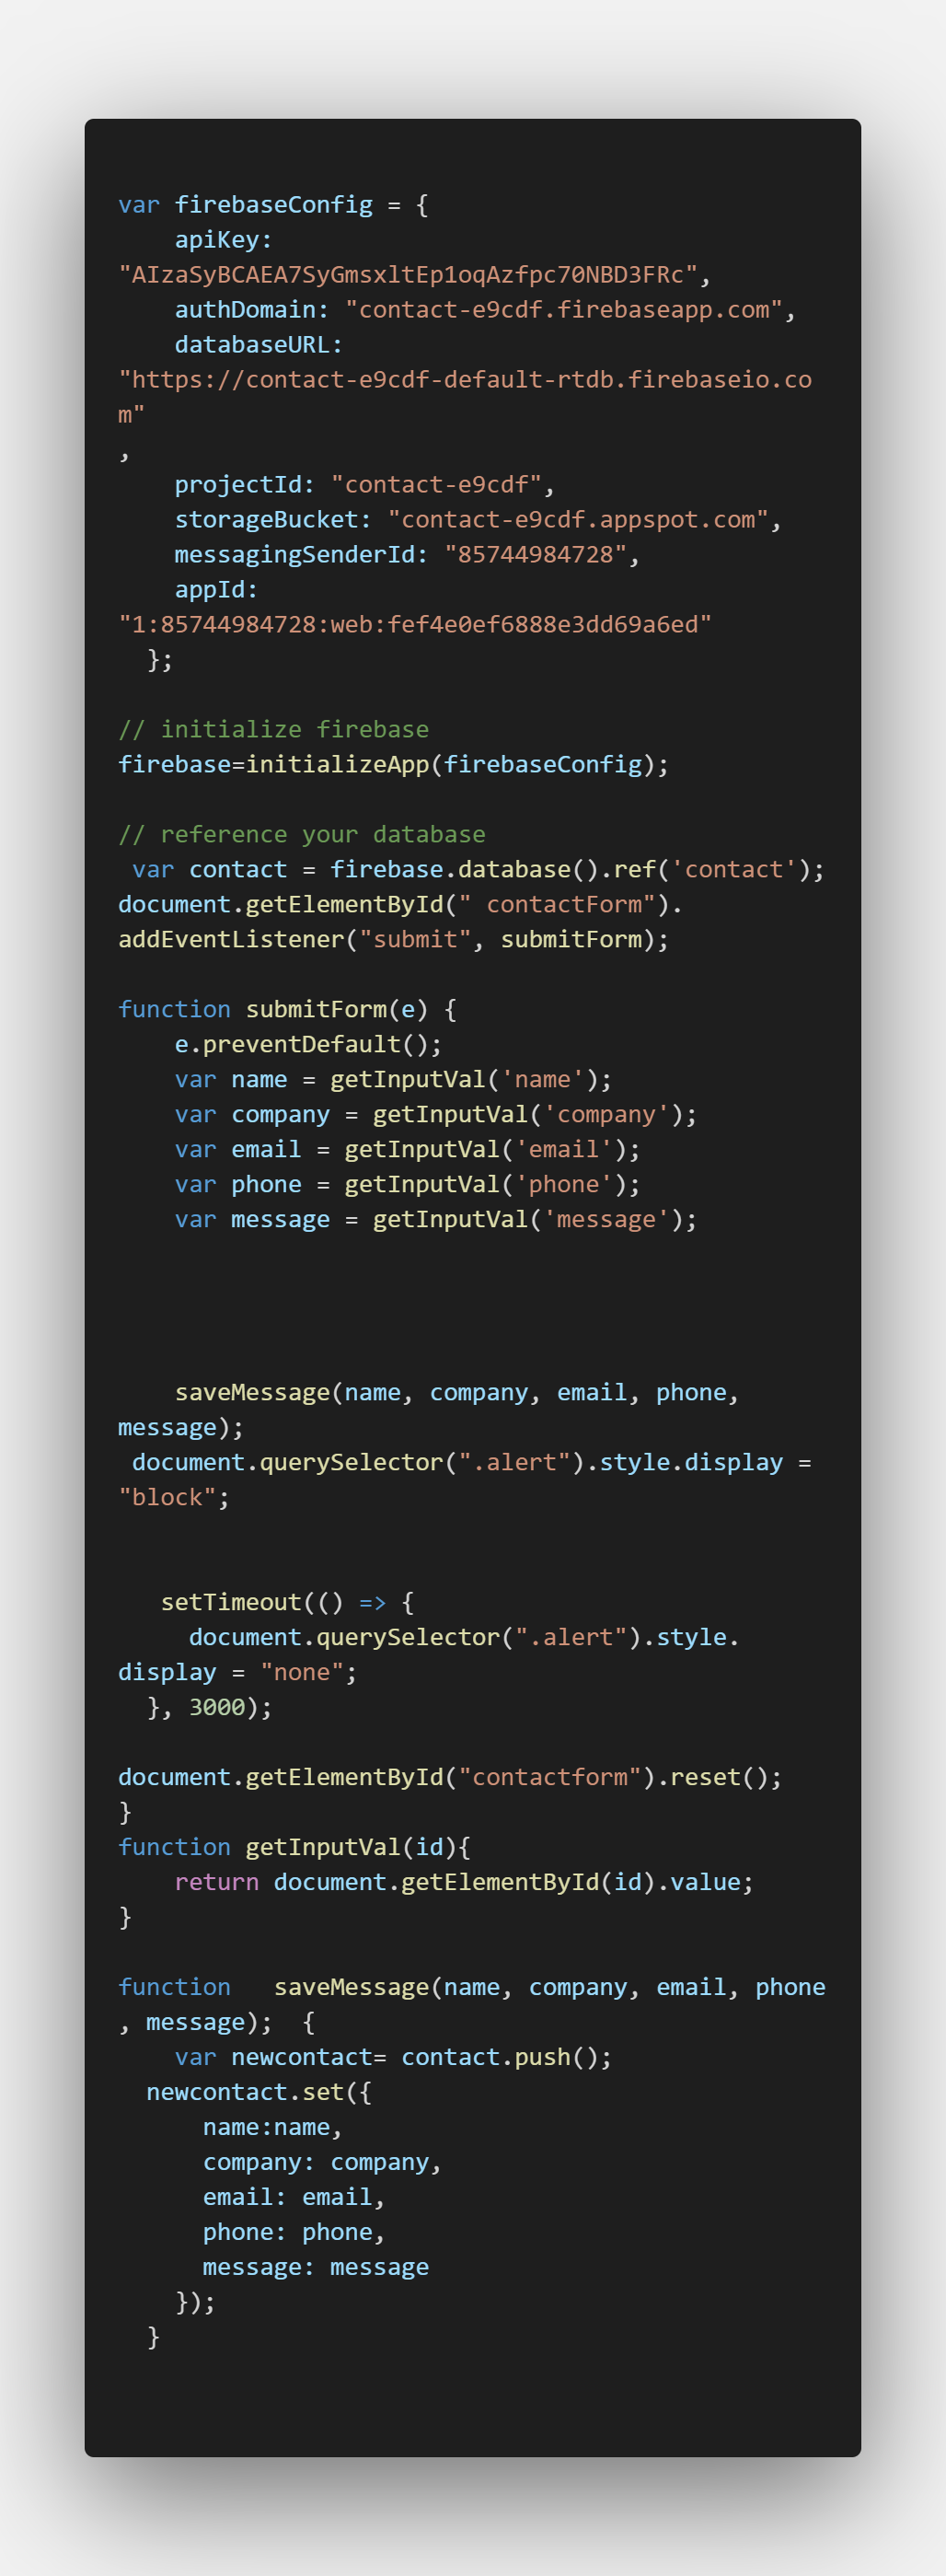 var firebaseConfig = {
    apiKey:
"AIzaSyBCAEA7SyGmsxltEp1oqAzfpc70NBD3FRc",
    authDomain: "contact-e9cdf.firebaseapp.com",
    databaseURL:
"https://contact-e9cdf-default-rtdb.firebaseio.co
m"
,
    projectId: "contact-e9cdf",
    storageBucket: "contact-e9cdf.appspot.com",
    messagingSenderId: "85744984728",
    appId:
"1:85744984728:web:fef4e0ef6888e3dd69a6ed"
  };

// initialize firebase
firebase=initializeApp(firebaseConfig);

// reference your database
 var contact = firebase.database().ref('contact');
document.getElementById(" contactForm").
addEventListener("submit", submitForm);

function submitForm(e) {
    e.preventDefault();
    var name = getInputVal('name');
    var company = getInputVal('company');
    var email = getInputVal('email');
    var phone = getInputVal('phone');
    var message = getInputVal('message');

    saveMessage(name, company, email, phone,
message);
 document.querySelector(".alert").style.display =
"block";

   setTimeout(() => {
     document.querySelector(".alert").style.
display = "none";
  }, 3000);

document.getElementById("contactform").reset();
}
function getInputVal(id){
    return document.getElementById(id).value;
}

function   saveMessage(name, company, email, phone
, message);  {
    var newcontact= contact.push();
  newcontact.set({
      name:name,
      company: company,
      email: email,
      phone: phone,
      message: message
    });
  }